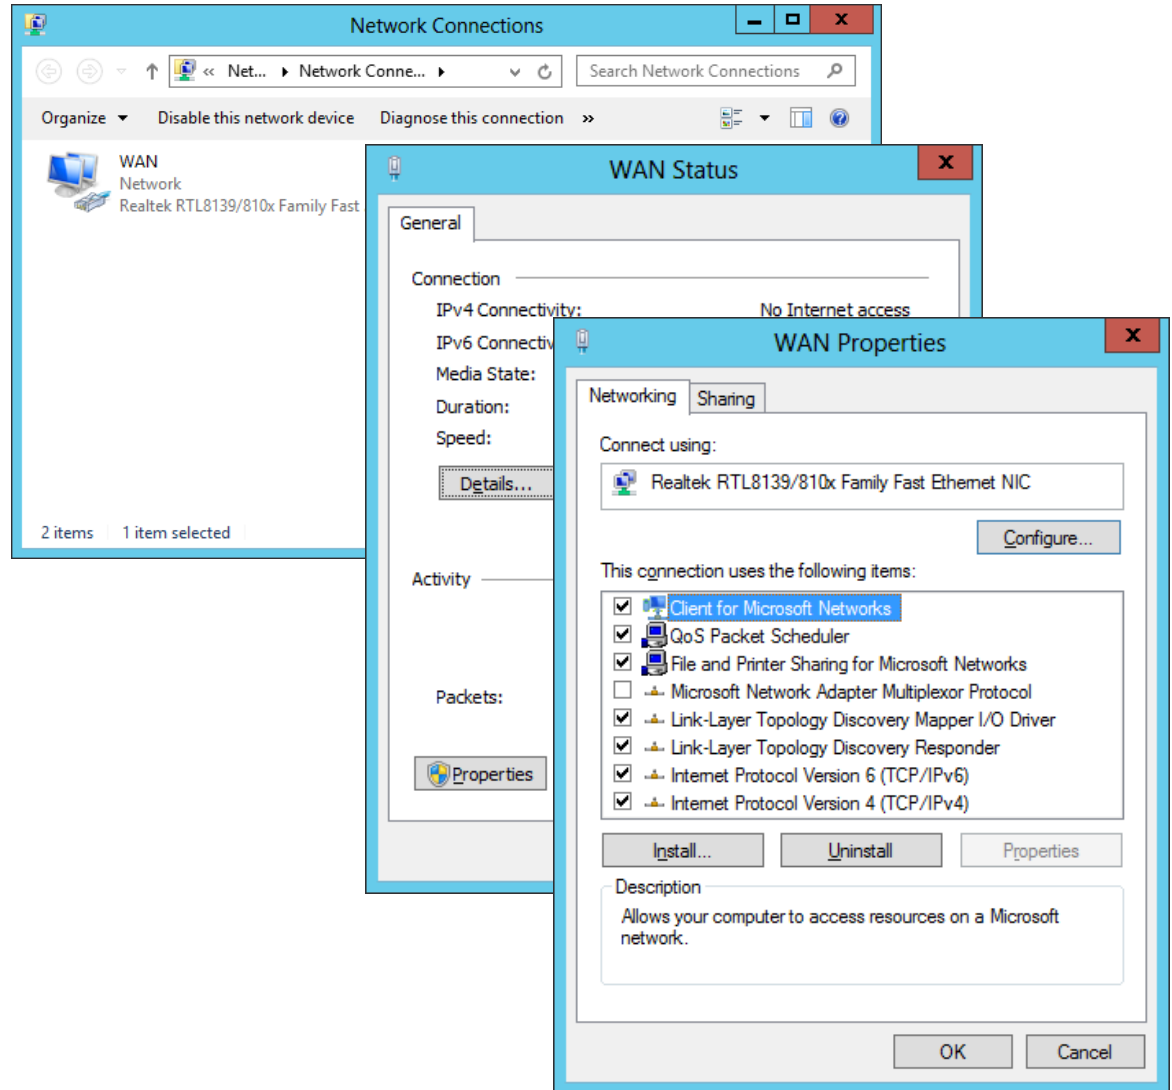 Network Connections
« Net... Network Conne...
Search Network Connections
Organize Disable this network device Diagnose this connection »
WAN
Network
Realtek RTL8139/810x Family Fast
2 items 1 item selected
WAN Status
General
Connection
IPv4 Connectivity: No Internet access
IPv6 Connectiv
Media State:
Duration:
Speed:
Details...
Activity
Packets:
Properties
WAN Properties
Networking Sharing
Connect using:
Realtek RTL8139/810x Family Fast Ethernet NIC
Configure...
This connection uses the following items:
Client for Microsoft Networks
QoS Packet Scheduler
File and Printer Sharing for Microsoft Networks
Microsoft Network Adapter Multiplexor Protocol
Link-Layer Topology Discovery Mapper I/O Driver
Link-Layer Topology Discovery Responder
Internet Protocol Version 6 (TCP/IPv6)
Internet Protocol Version 4 (TCP/IPv4)
Install... Uninstall Properties
Description
Allows your computer to access resources on a Microsoft
network.
OK Cancel